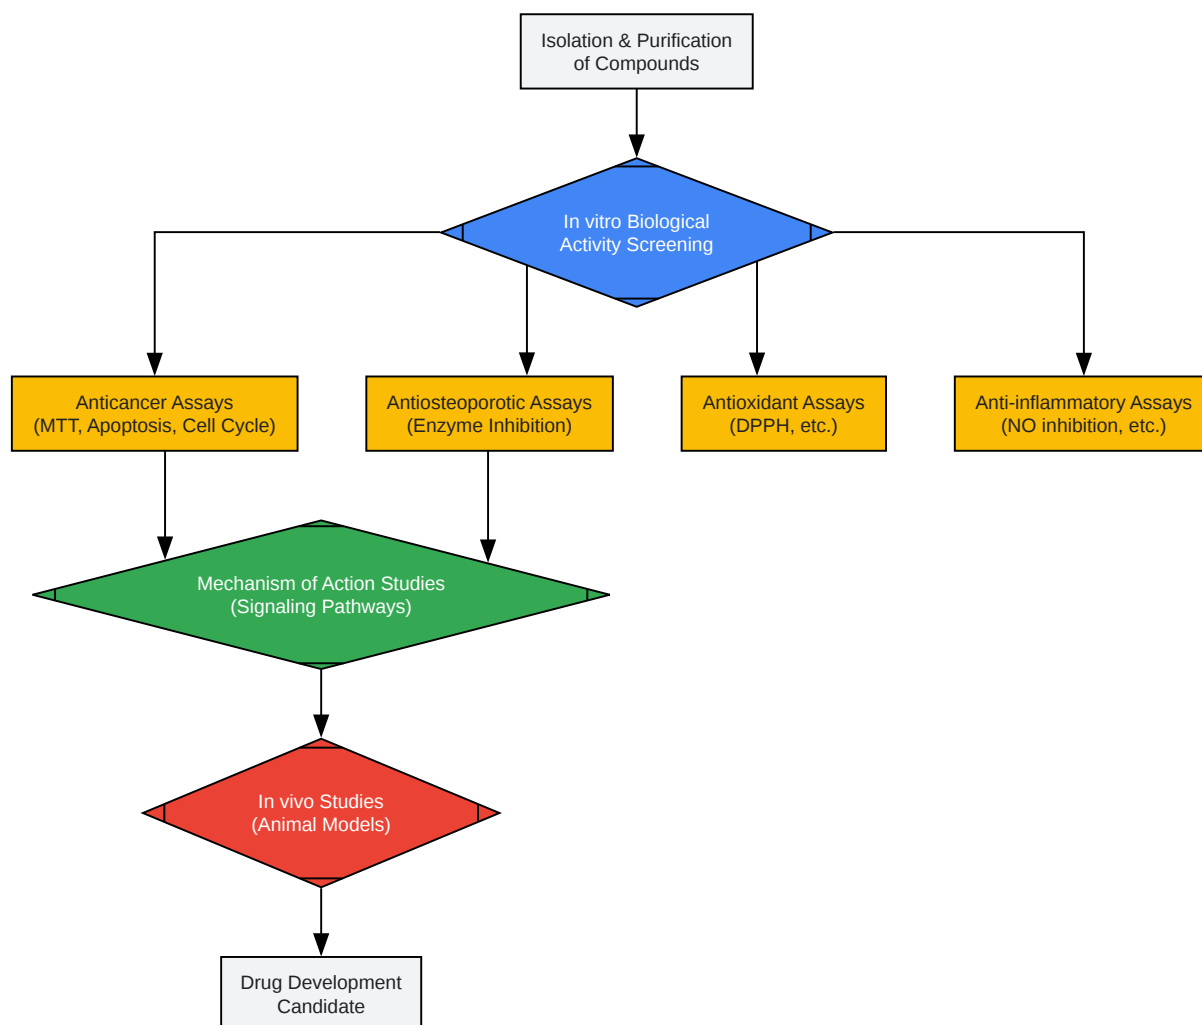 Isolation & Purification
of Compounds
In vitro Biological
Activity Screening
Anticancer Assays
(MTT, Apoptosis, Cell Cycle)
Antiosteoporotic Assays
(Enzyme Inhibition)
Antioxidant Assays
(DPPH, etc.)
Anti-inflammatory Assays
(NO inhibition, etc.)
Mechanism of Action Studies
(Signaling Pathways)
In vivo Studies
(Animal Models)
Drug Development
Candidate